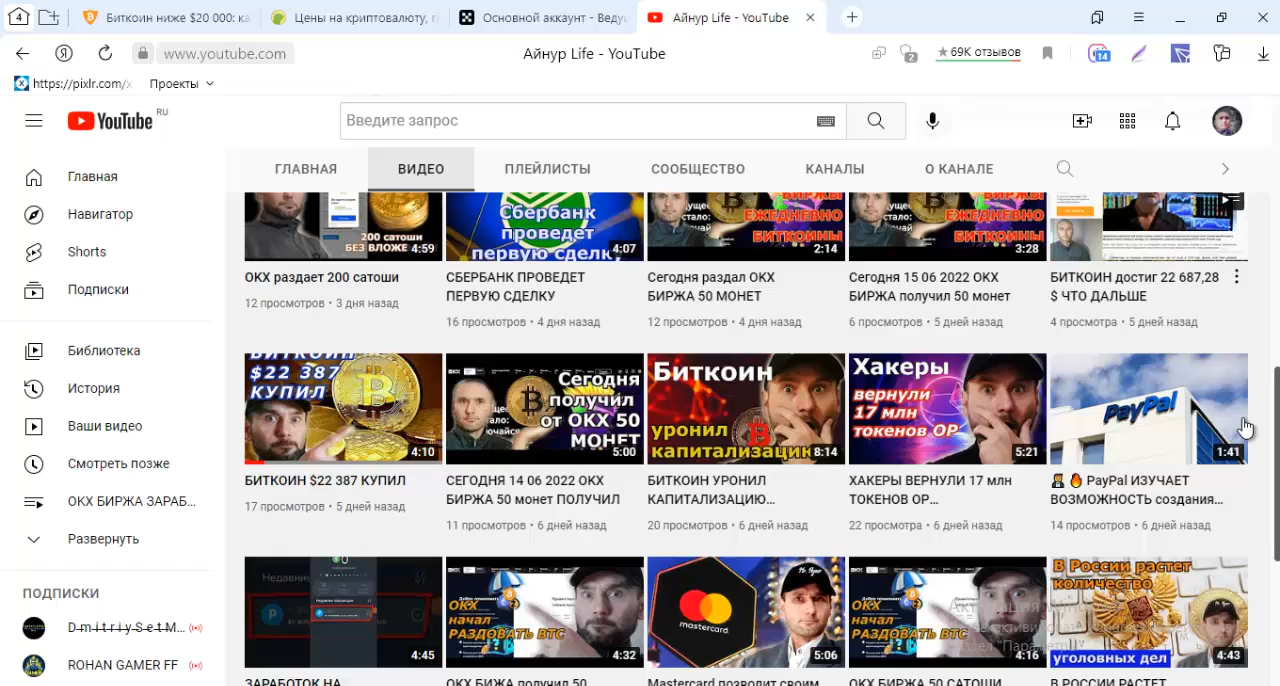 4
Биткоин ниже $20 000: ка
Цены на криптовалюту, г
Основной аккаунт - Веду
Айнур Life - YouTube
www.youtube.com
Айнур Life - YouTube
69K отзывов
2
14
https://pixlr.com/x
Проекты
YouTube
RU
Введите запрос
ГЛАВНАЯ
ВИДЕО
ПЛЕЙЛИСТЫ
СООБЩЕСТВО
КАНАЛЫ
О КАНАЛЕ
Главная
Навигатор
Shorts
Подписки
Библиотека
История
Ваши видео
Смотреть позже
ОКХ БИРЖА ЗАРАБ...
Развернуть
ПОДПИСКИ
D̶m̶i̶t̶r̶i̶y̶S̶e̶t̶M̶...
ROHAN GAMER FF
200 сатоши
БЕЗ ВЛОЖЕ
4:59
ОКХ раздает 200 сатоши
12 просмотров • 3 дня назад
Сбербанк
проведет
первую сделку
4:07
СБЕРБАНК ПРОВЕДЕТ
ПЕРВУЮ СДЕЛКУ
16 просмотров • 4 дня назад
БИРЖЫ
ЕЖЕДНЕВНО
БИТКОИНЫ
2:14
Сегодня раздал OKX
БИРЖА 50 МОНЕТ
12 просмотров • 4 дня назад
БИРЖЫ
ЕЖЕДНЕВНО
БИТКОИНЫ
3:28
Сегодня 15 06 2022 ОКХ
БИРЖА получил 50 монет
6 просмотров • 5 дней назад
БИТКОИН достиг 22 687,28
$ ЧТО ДАЛЬШЕ
4 просмотра • 5 дней назад
БИТКОИН
$22 387
КУПИЛ
4:10
БИТКОИН $22 387 КУПИЛ
17 просмотров • 5 дней назад
Сегодня
получил
от ОКХ 50
МОНЕТ
5:00
СЕГОДНЯ 14 06 2022 ОКХ
БИРЖА 50 монет ПОЛУЧИЛ
11 просмотров • 6 дней назад
Биткоин
уронил
капитализацию
8:14
БИТКОИН УРОНИЛ
КАПИТАЛИЗАЦИЮ...
20 просмотров • 6 дней назад
Хакеры
вернули
17 млн
токенов OP
5:21
ХАКЕРЫ ВЕРНУЛИ 17 млн
ТОКЕНОВ OP...
22 просмотра • 6 дней назад
PayPal
1:41
👨‍💼🔥 PayPal ИЗУЧАЕТ
ВОЗМОЖНОСТЬ создания...
14 просмотров • 6 дней назад
4:45
ЗАРАБОТОК НА
ОКХ
начал
РАЗДОВАТЬ BTC
4:32
ОКХ БИЖА получил 50
mastercard
5:06
Mastercard позволит своим
ОКХ
начал
РАЗДОВАТЬ BTC
4:16
ОКХ БИРЖА 50 САТОШИ
В России растет
количество
уголовных дел
4:43
В РОССИИ РАСТЕТ